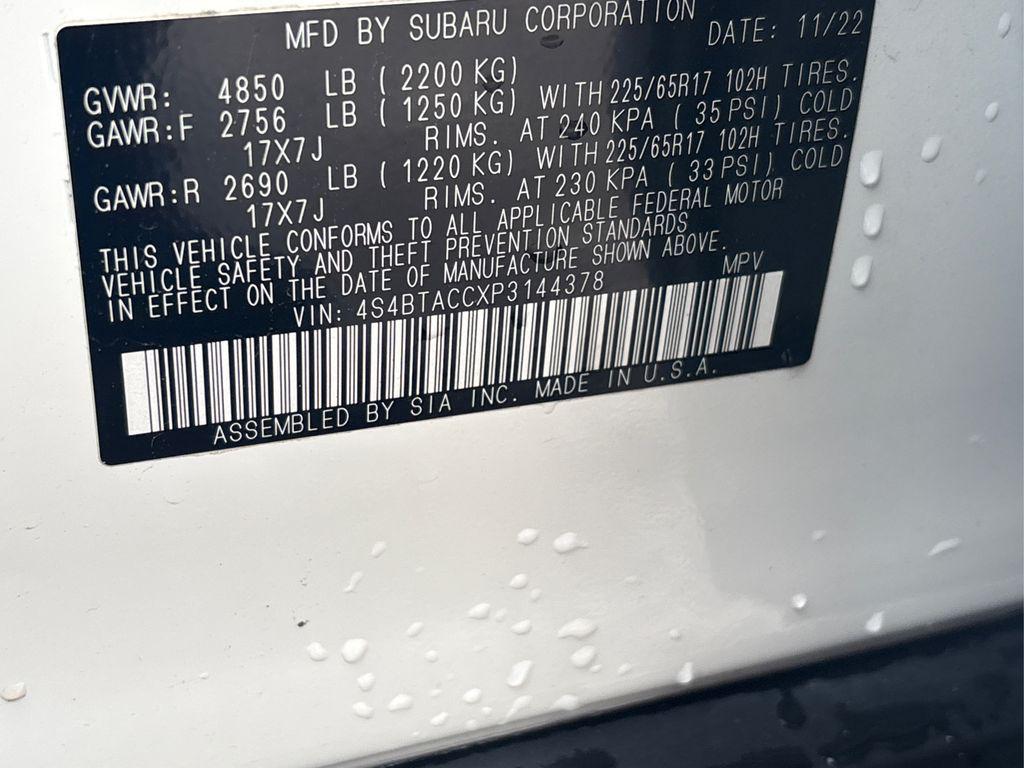 MFD BY SUBARU CORPORATION DATE: 11/22
GVWR: 4850 LB ( 2200 KG)
GAWR:F 2756 LB ( 1250 KG) WITH 225/65R17 102H TIRES.
17X7J RIMS. AT 240 KPA ( 35 PSI) COLD
GAWR:R 2690 LB ( 1220 KG) WITH 225/65R17 102H TIRES.
17X7J RIMS. AT 230 KPA ( 33 PSI) COLD
THIS VEHICLE CONFORMS TO ALL APPLICABLE FEDERAL MOTOR
VEHICLE SAFETY AND THEFT PREVENTION STANDARDS
IN EFFECT ON THE DATE OF MANUFACTURE SHOWN ABOVE.
VIN: 4S4BTACCXP3144378 MPV
ASSEMBLED BY SIA INC. MADE IN U.S.A.